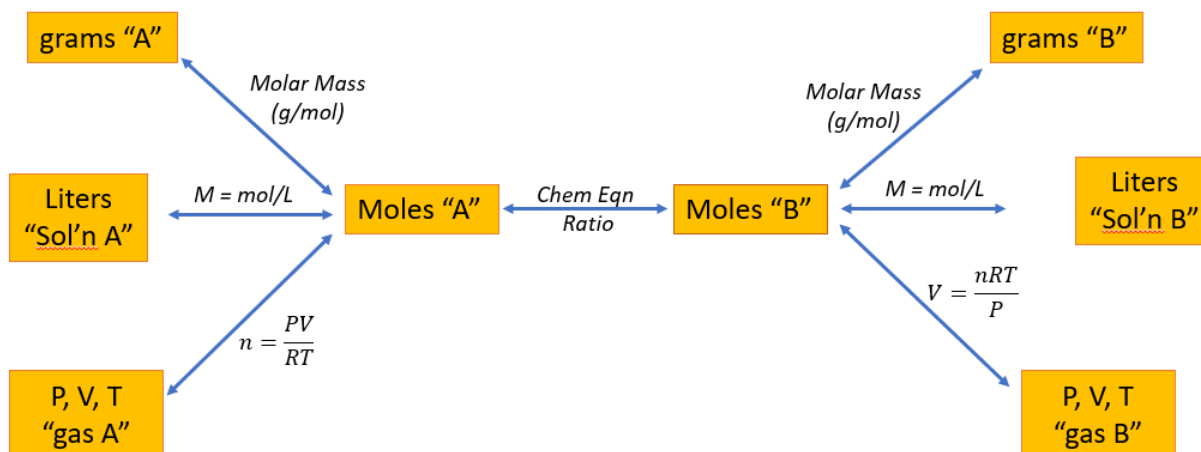 grams “A”
grams “B”
Molar Mass
(g/mol)
Molar Mass
(g/mol)
Liters
“Sol’n A”
M = mol/L
Moles “A”
Chem Eqn
Ratio
Moles “B”
M = mol/L
Liters
“Sol’n B”
n = PV/RT
V = nRT/P
P, V, T
“gas A”
P, V, T
“gas B”